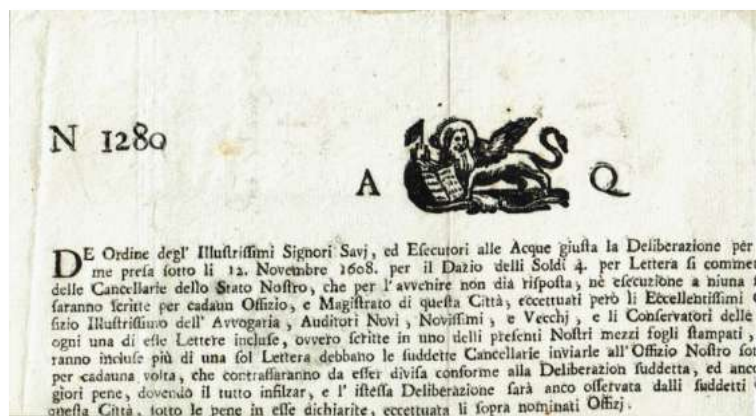 N 1280
A Q
DE Ordine degl' Illuſtriſſimi Signori Savj, ed Eſecutori alle Acque giuſta la Deliberazione per
me preſa ſotto li 12. Novembre 1608. per il Dazio delli Soldi 4. per Lettera ſi commet
delle Cancellarie dello Stato Noſtro, che per l'avvenire non dia riſpoſta, nè eſecuzione a niuna
ſaranno ſcritte per cadaun Offizio, e Magiſtrato di queſta Città, eccettuati però li Eccellentiſſimi
fizio Illuſtriſſimo dell' Avvogaria, Auditori Novi, Noviſſimi, e Vecchj, e li Conſervatori delle
ogni una di eſſe Lettere incluſe, ovvero ſcritte in uno delli preſenti Noſtri mezzi fogli ſtampati,
ranno incluſe più di una ſol Lettera debbano le ſuddette Cancellarie inviarle all'Offizio Noſtro
per cadauna volta, che contraffaranno da eſſer diviſa conforme alla Deliberazion ſuddetta, ed anco
giori pene, dovendo il tutto infilzar, e l' iſteſſa Deliberazione ſarà anco oſſervata dalli ſuddetti
queſta Città, ſotto le pene in eſſe dichiarite, eccettuata li ſopra nominati Offizj.